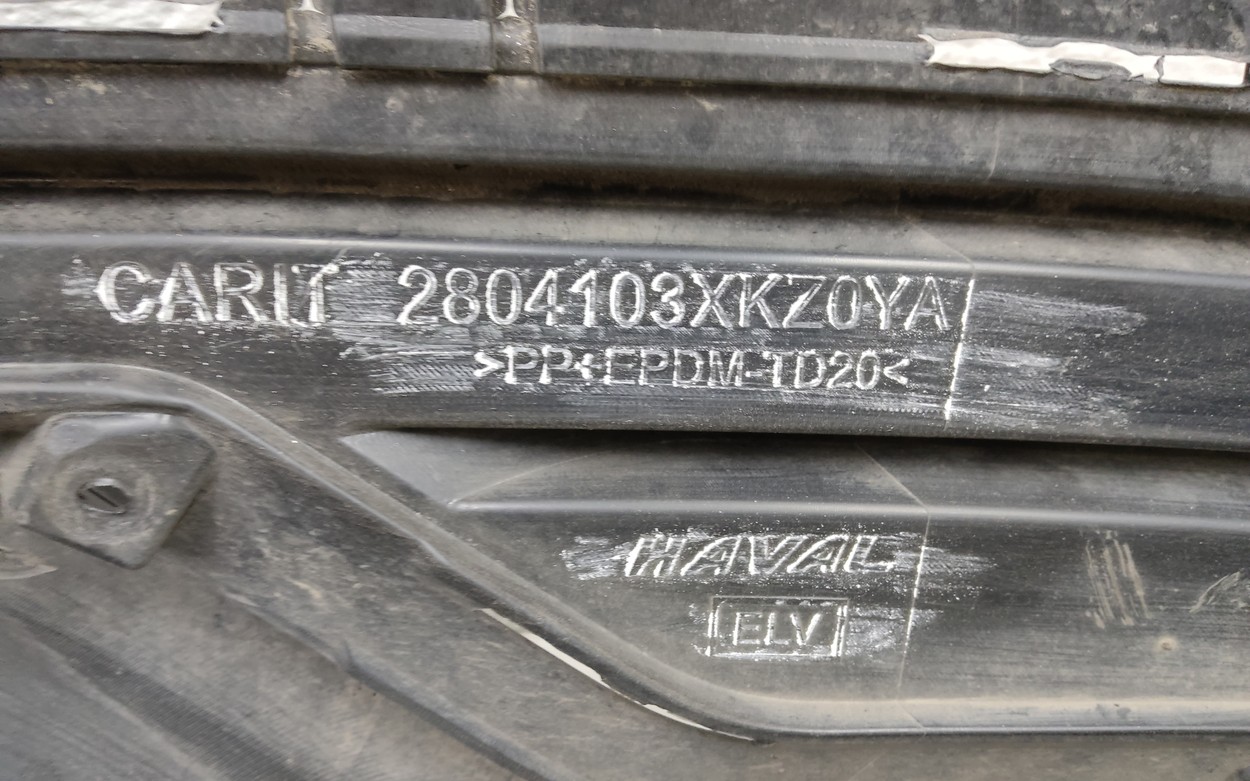 CARIT 2804103XKZ0YA
>PP+EPDM-TD20<
HAVAL
ELV